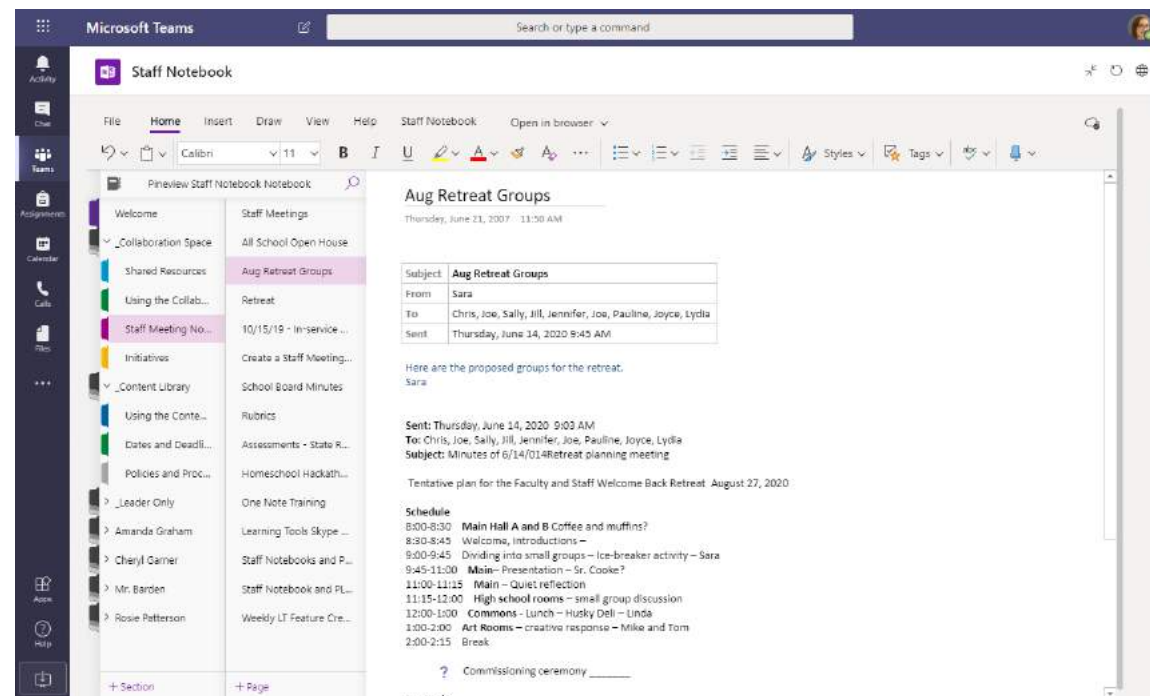 Microsoft Teams
Search or type a command
Activity
Chat
Teams
Assignments
Calendar
Calls
Files
Apps
Help
Staff Notebook
File Home Insert Draw View Help Staff Notebook Open in browser
Calibri 11 B I U A Styles Tags
Pineview Staff Notebook Notebook
Welcome
_Collaboration Space
Shared Resources
Using the Collab...
Staff Meeting No...
Initiatives
_Content Library
Using the Conte...
Dates and Deadli...
Policies and Proc...
_Leader Only
Amanda Graham
Cheryl Garner
Mr. Barden
Rosie Patterson
+ Section
Staff Meetings
All School Open House
Aug Retreat Groups
Retreat
10/15/19 - In-service ...
Create a Staff Meeting...
School Board Minutes
Rubrics
Assessments - State R...
Homeschool Hackath...
One Note Training
Learning Tools Skype ...
Staff Notebooks and P...
Staff Notebook and PL...
Weekly LT Feature Cre...
+ Page
Aug Retreat Groups
Thursday, June 21, 2007 11:50 AM
Subject Aug Retreat Groups
From Sara
To Chris, Joe, Sally, Jill, Jennifer, Joe, Pauline, Joyce, Lydia
Sent Thursday, June 14, 2020 9:45 AM
Here are the proposed groups for the retreat.
Sara
Sent: Thursday, June 14, 2020 9:03 AM
To: Chris, Joe, Sally, Jill, Jennifer, Joe, Pauline, Joyce, Lydia
Subject: Minutes of 6/14/014Retreat planning meeting
Tentative plan for the Faculty and Staff Welcome Back Retreat August 27, 2020
Schedule
8:00-8:30 Main Hall A and B Coffee and muffins?
8:30-8:45 Welcome, introductions –
9:00-9:45 Dividing into small groups – Ice-breaker activity – Sara
9:45-11:00 Main– Presentation – Sr. Cooke?
11:00-11:15 Main – Quiet reflection
11:15-12:00 High school rooms – small group discussion
12:00-1:00 Commons - Lunch – Husky Deli – Linda
1:00-2:00 Art Rooms – creative response – Mike and Tom
2:00-2:15 Break
? Commissioning ceremony ______